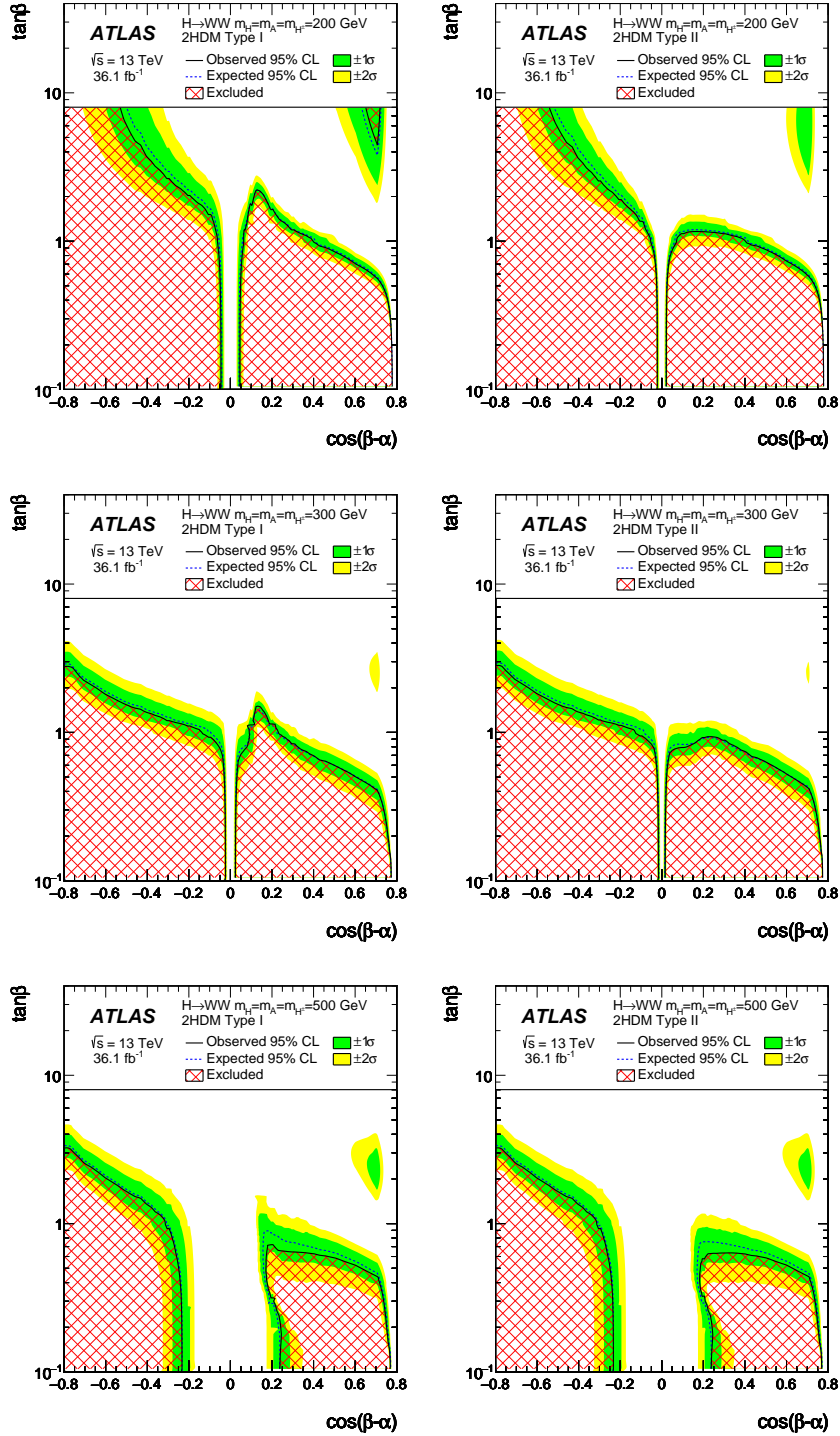 tanβ
ATLAS
H→WW m_H=m_A=m_H±=200 GeV
2HDM Type I
√s = 13 TeV
36.1 fb⁻¹
Observed 95% CL
±1σ
Expected 95% CL
±2σ
Excluded
10
1
10⁻¹
−0.8 −0.6 −0.4 −0.2 0 0.2 0.4 0.6 0.8
cos(β-α)
tanβ
ATLAS
H→WW m_H=m_A=m_H±=200 GeV
2HDM Type II
√s = 13 TeV
36.1 fb⁻¹
Observed 95% CL
±1σ
Expected 95% CL
±2σ
Excluded
10
1
10⁻¹
−0.8 −0.6 −0.4 −0.2 0 0.2 0.4 0.6 0.8
cos(β-α)
tanβ
ATLAS
H→WW m_H=m_A=m_H±=300 GeV
2HDM Type I
√s = 13 TeV
36.1 fb⁻¹
Observed 95% CL
±1σ
Expected 95% CL
±2σ
Excluded
10
1
10⁻¹
−0.8 −0.6 −0.4 −0.2 0 0.2 0.4 0.6 0.8
cos(β-α)
tanβ
ATLAS
H→WW m_H=m_A=m_H±=300 GeV
2HDM Type II
√s = 13 TeV
36.1 fb⁻¹
Observed 95% CL
±1σ
Expected 95% CL
±2σ
Excluded
10
1
10⁻¹
−0.8 −0.6 −0.4 −0.2 0 0.2 0.4 0.6 0.8
cos(β-α)
tanβ
ATLAS
H→WW m_H=m_A=m_H±=500 GeV
2HDM Type I
√s = 13 TeV
36.1 fb⁻¹
Observed 95% CL
±1σ
Expected 95% CL
±2σ
Excluded
10
1
10⁻¹
−0.8 −0.6 −0.4 −0.2 0 0.2 0.4 0.6 0.8
cos(β-α)
tanβ
ATLAS
H→WW m_H=m_A=m_H±=500 GeV
2HDM Type II
√s = 13 TeV
36.1 fb⁻¹
Observed 95% CL
±1σ
Expected 95% CL
±2σ
Excluded
10
1
10⁻¹
−0.8 −0.6 −0.4 −0.2 0 0.2 0.4 0.6 0.8
cos(β-α)